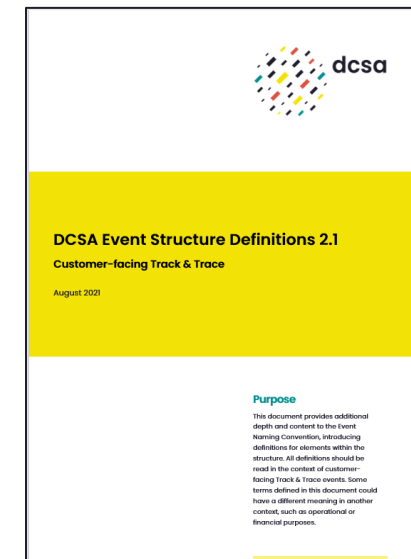 dcsa
DCSA Event Structure Definitions 2.1
Customer-facing Track & Trace
August 2021
Purpose
This document provides additional
depth and content to the Event
Naming Convention, introducing
definitions for elements within the
structure. All definitions should be
read in the context of customer-
facing Track & Trace events. Some
terms defined in this document could
have a different meaning in another
context, such as operational or
financial purposes.